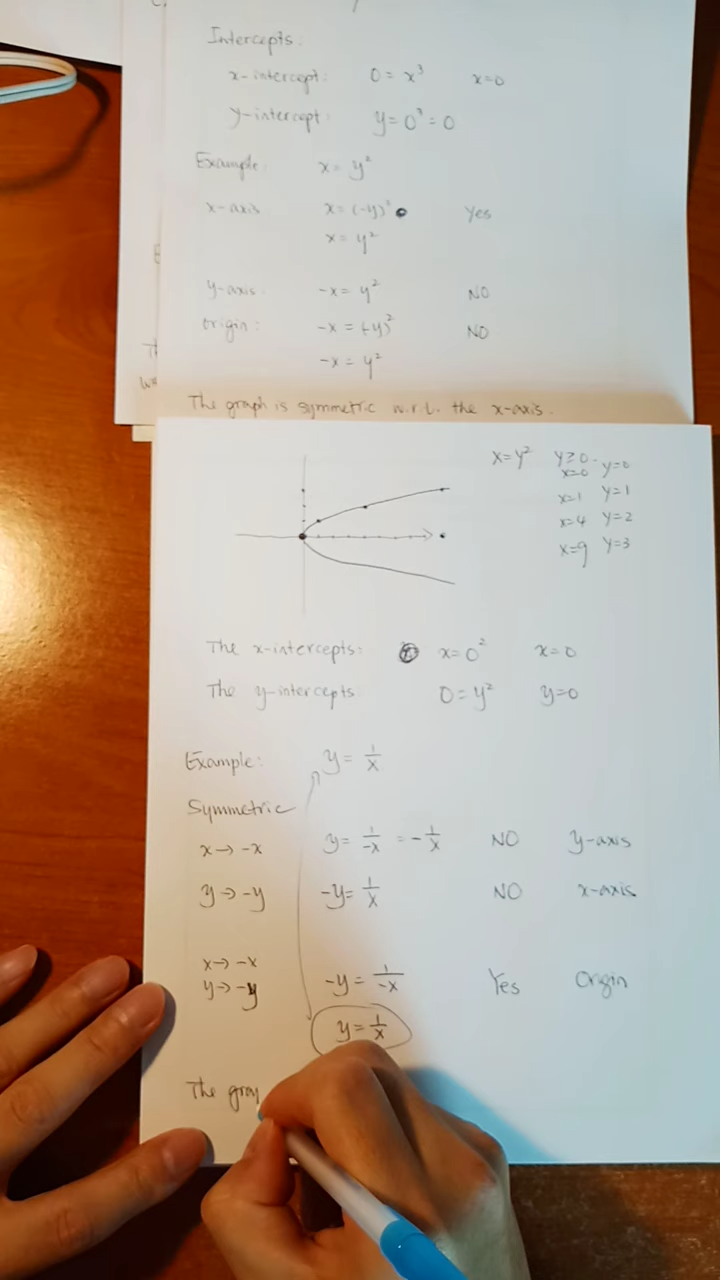 Intercepts:
x-intercept: 0 = x³ x=0
y-intercept: y = 0³ = 0
Example: x = y²
x-axis x = (-y)² Yes
x = y²
y-axis: -x = y² NO
origin: -x = (-y)² NO
-x = y²
The graph is symmetric w.r.t. the x-axis.
x=y² y≥0.
x=0 y=0
x=1 y=1
x=4 y=2
x=9 y=3
The x-intercepts: x=0² x=0
The y-intercepts 0=y² y=0
Example: y = 1/x
Symmetric
x → -x y = 1/-x = -1/x NO y-axis
y → -y -y = 1/x NO x-axis
x → -x
y → -y -y = 1/-x Yes Origin
y = 1/x
The grap